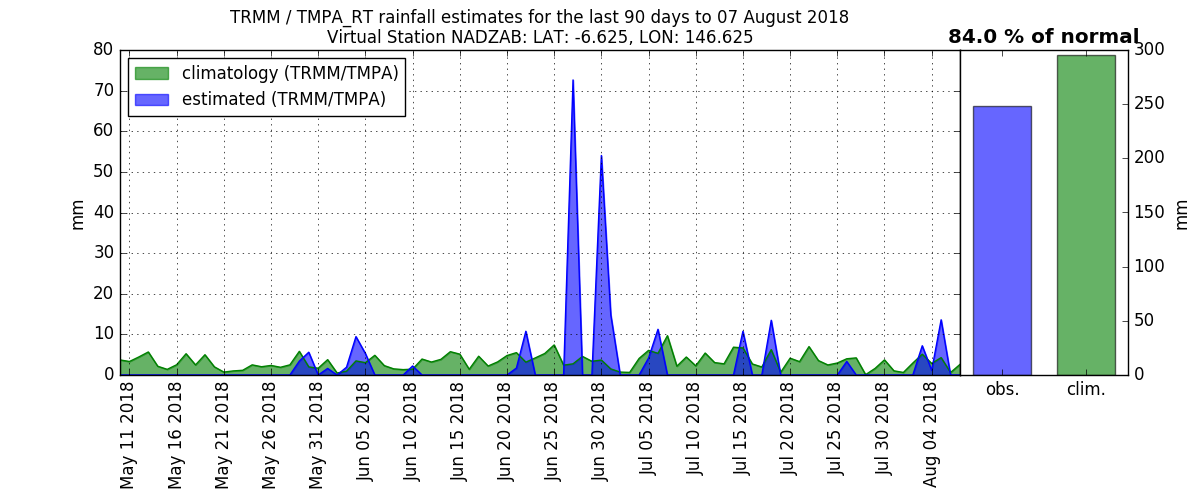 TRMM / TMPA_RT rainfall estimates for the last 90 days to 07 August 2018
Virtual Station NADZAB: LAT: -6.625, LON: 146.625
84.0 % of normal
climatology (TRMM/TMPA)
estimated (TRMM/TMPA)
mm
80
70
60
50
40
30
20
10
0
May 11 2018
May 16 2018
May 21 2018
May 26 2018
May 31 2018
Jun 05 2018
Jun 10 2018
Jun 15 2018
Jun 20 2018
Jun 25 2018
Jun 30 2018
Jul 05 2018
Jul 10 2018
Jul 15 2018
Jul 20 2018
Jul 25 2018
Jul 30 2018
Aug 04 2018
obs.
clim.
300
250
200
150
100
50
0
mm